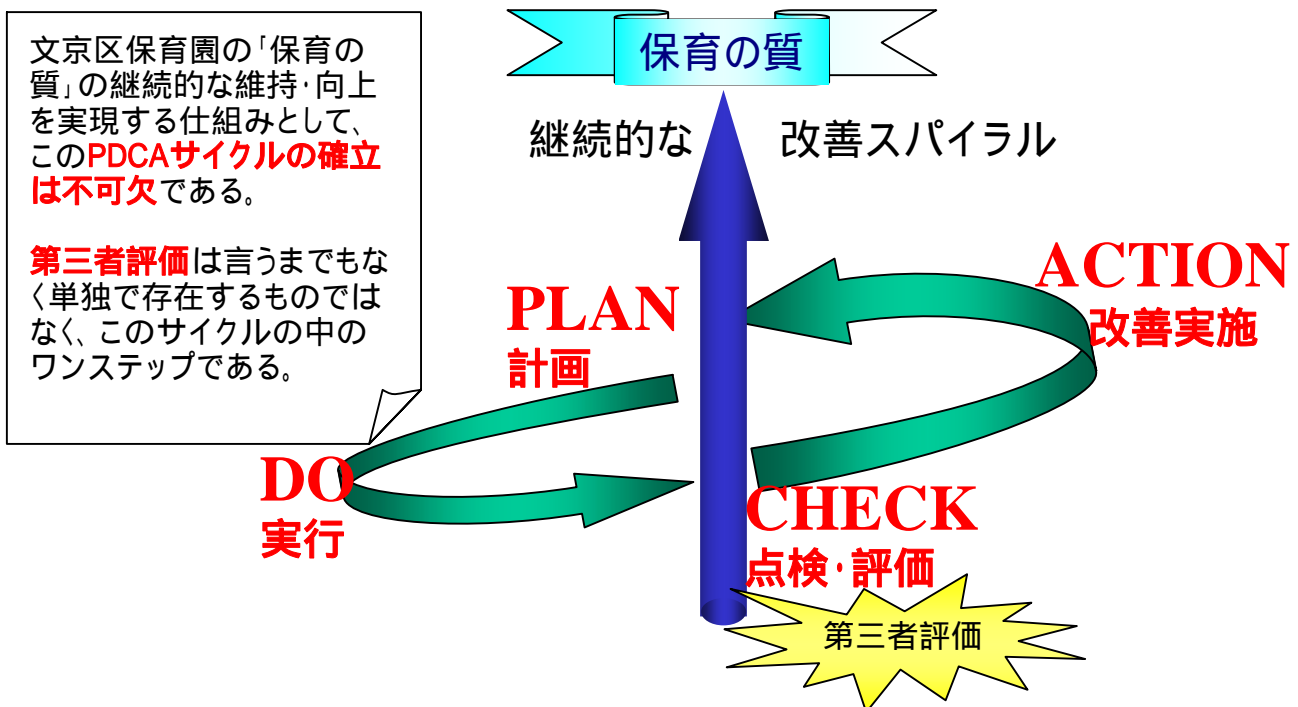 文京区保育園の「保育の
質」の継続的な維持・向上
を実現する仕組みとして、
このPDCAサイクルの確立
は不可欠である。
第三者評価は言うまでもな
く単独で存在するものではな
く、このサイクルの中の
ワンステップである。
保育の質
継続的な 改善スパイラル
PLAN
計画
ACTION
改善実施
DO
実行
CHECK
点検・評価
第三者評価